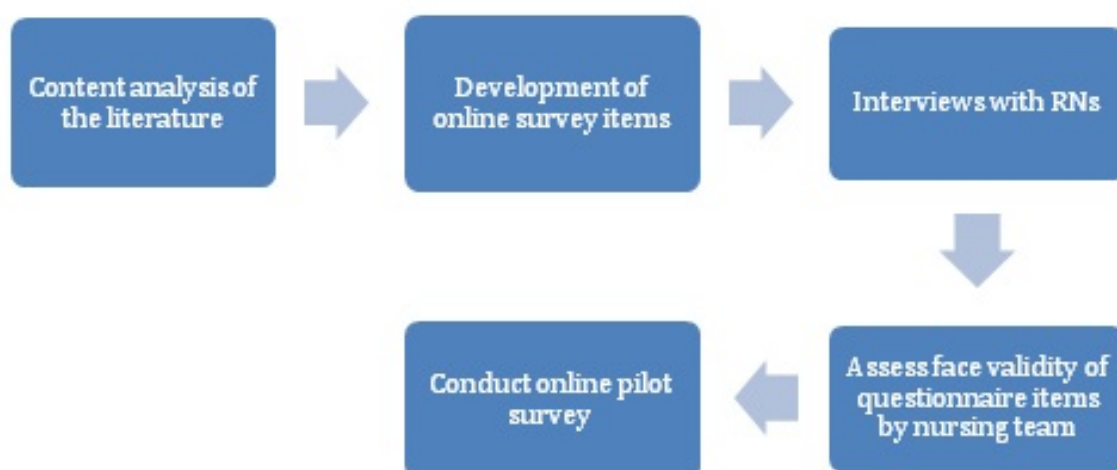 Content analysis of
the literature
Development of
online survey items
Interviews with RNs
Assess face validity of
questionnaire items
by nursing team
Conduct online pilot
survey